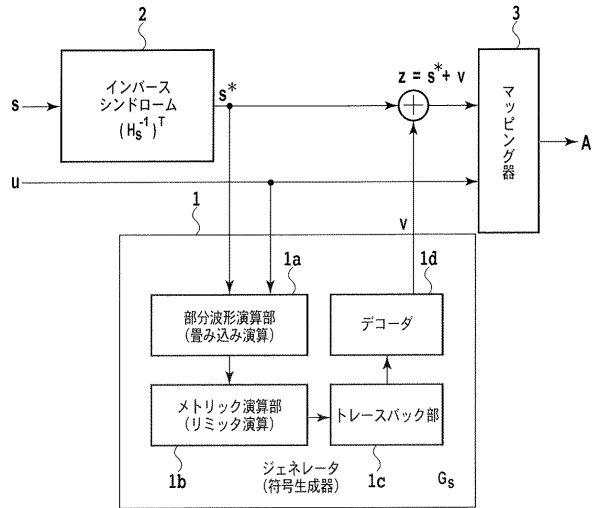 2
3
インバース
シンドローム
(Hs^-1)^T
s
s*
z = s* + v
マッピング器
A
u
1
v
1a
1d
部分波形演算部
(畳み込み演算)
デコーダ
メトリック演算部
(リミッタ演算)
トレースバック部
1b
1c
ジェネレータ
(符号生成器)
Gs